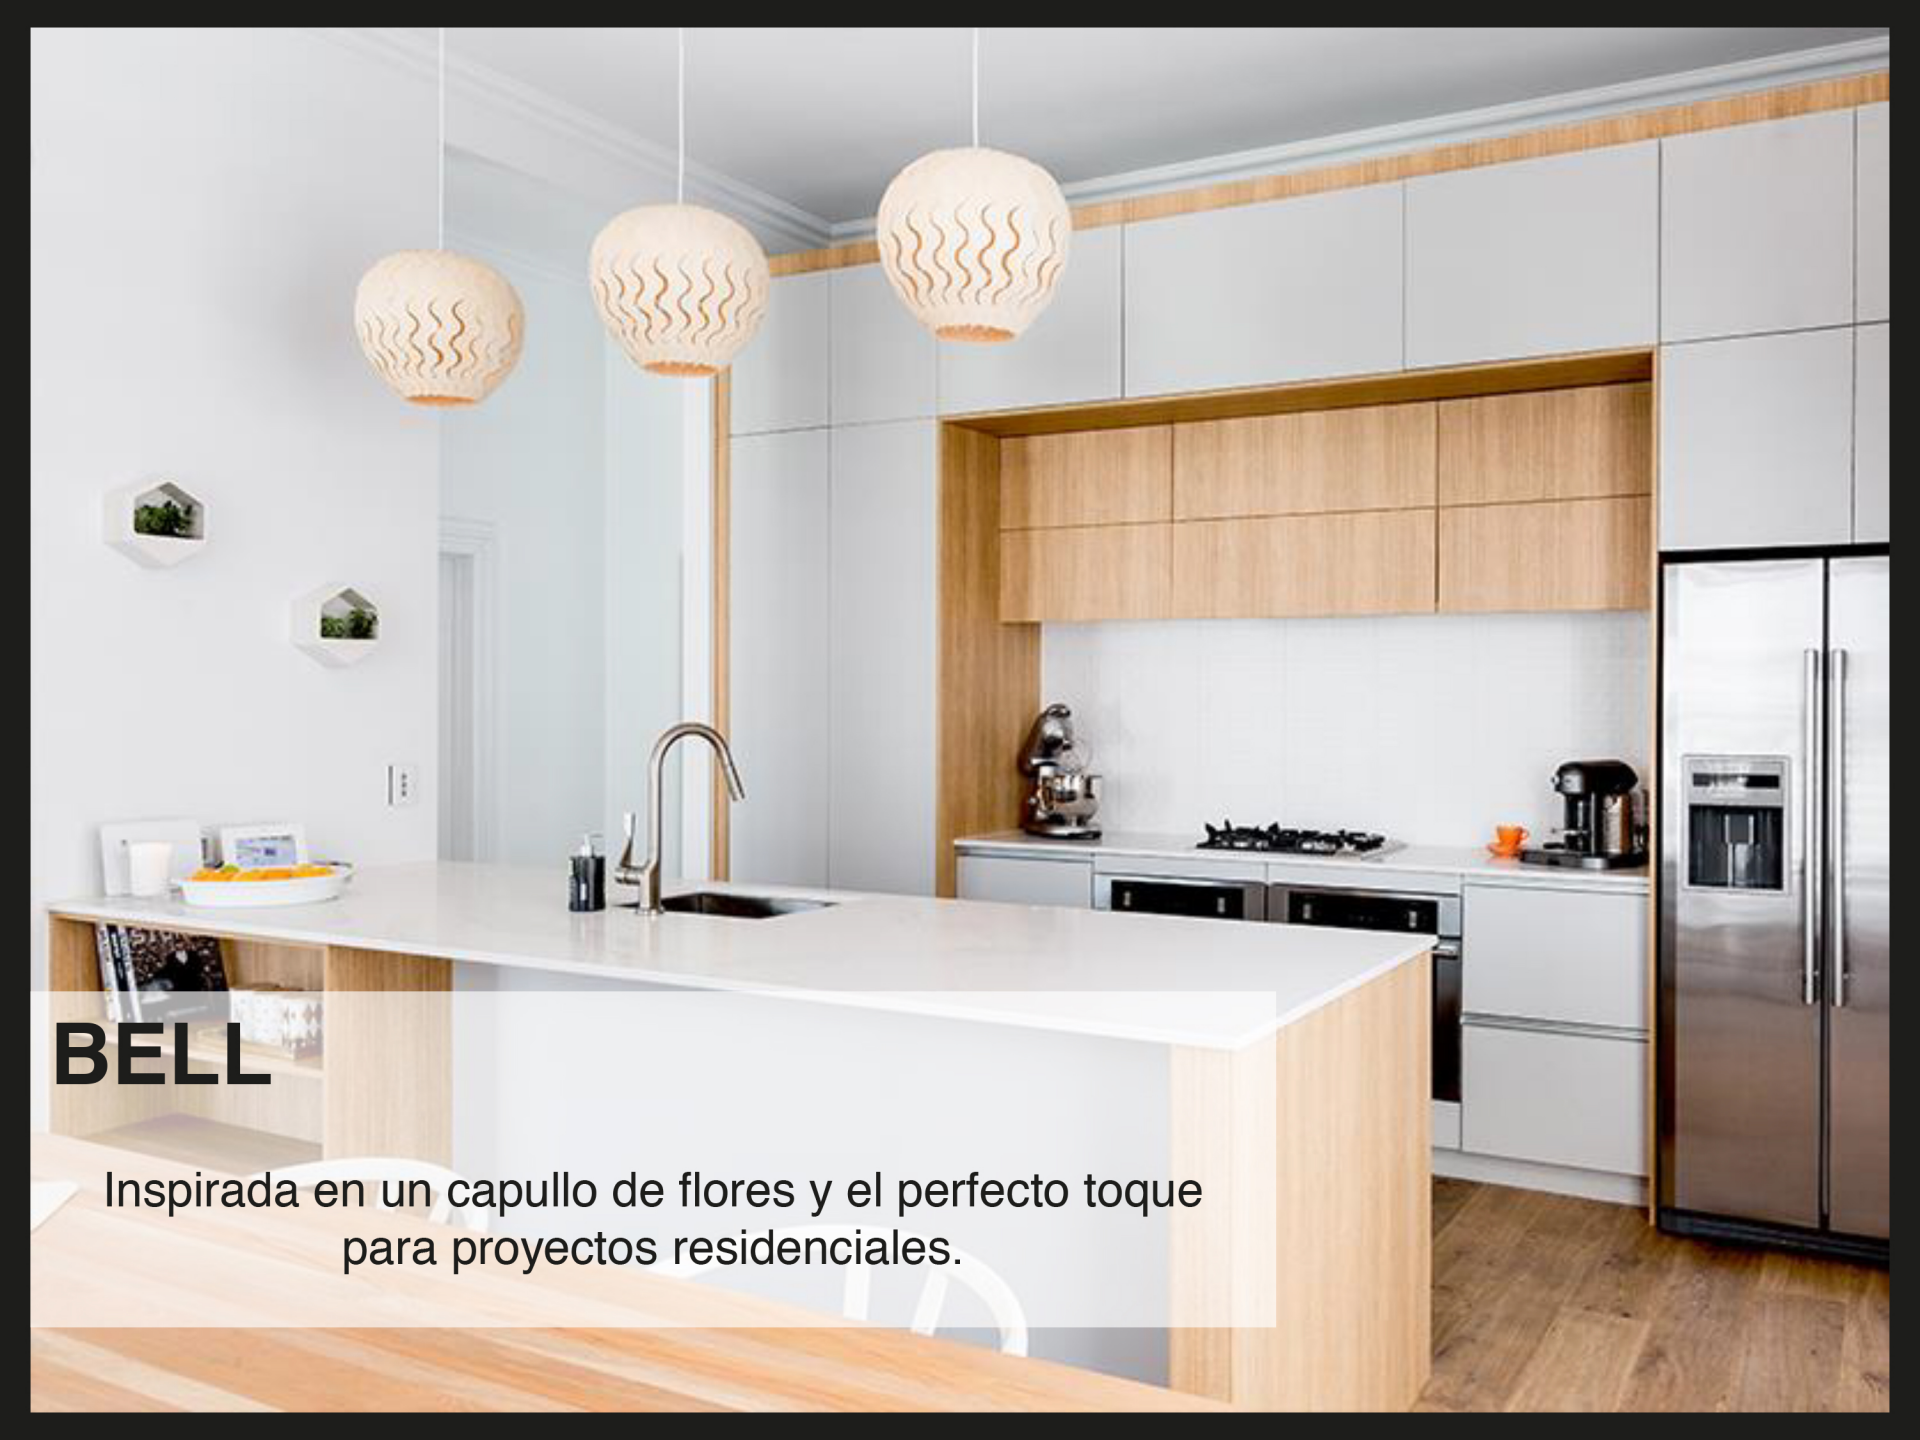 BELL
Inspirada en un capullo de flores y el perfecto toque
para proyectos residenciales.